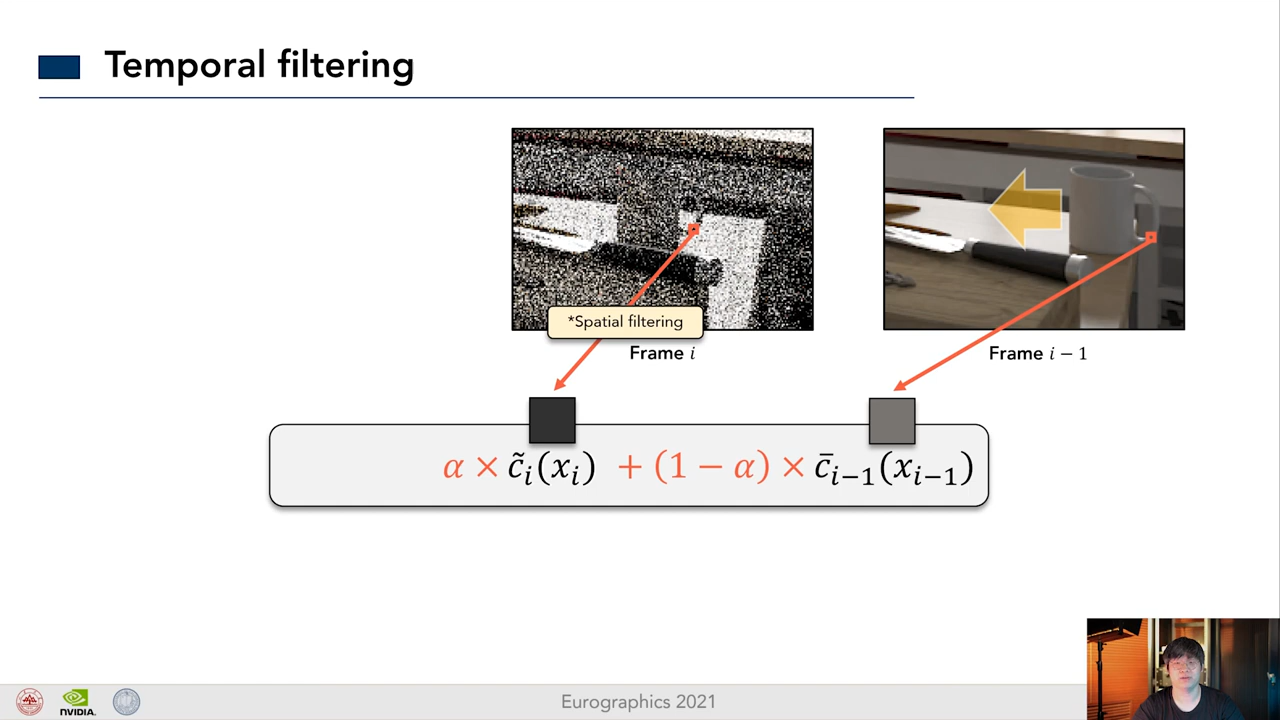 Temporal filtering
*Spatial filtering
Frame i
Frame i − 1
α × c̃ᵢ(xᵢ) + (1 − α) × c̄ᵢ₋₁(xᵢ₋₁)
NVIDIA.
Eurographics 2021